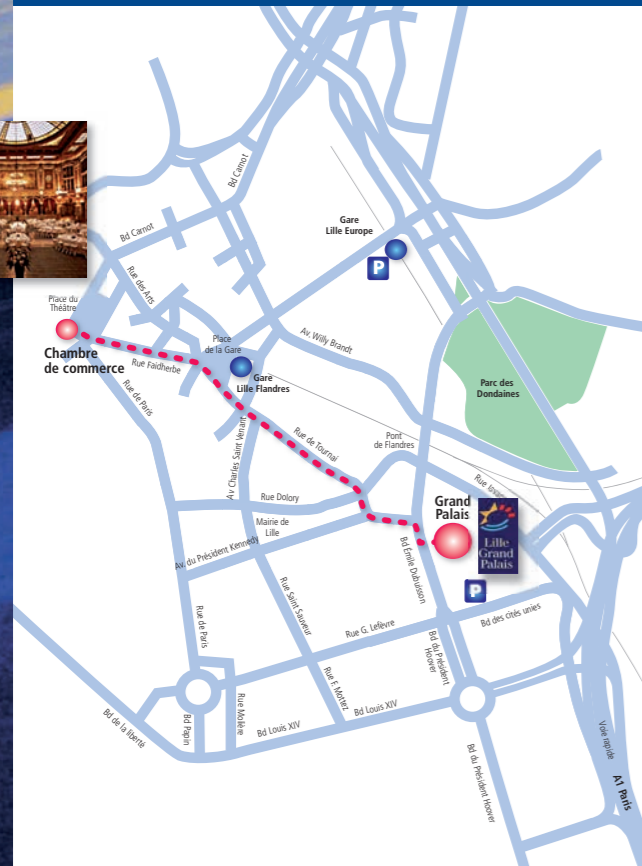 Bd Carnot
Bd Carnot
Gare
Lille Europe
P
Rue des Arts
Place du
Théâtre
Chambre
de commerce
Rue Faidherbe
Place
de la Gare
Gare
Lille Flandres
Av. Willy Brandt
Parc des
Dondaines
Rue de Paris
Av Charles Saint Venant
Rue de Tournai
Pont
de Flandres
Rue Dolory
Mairie de
Lille
Av. du Président Kennedy
Grand
Palais
Lille
Grand
Palais
P
Bd Émile Dubuisson
Rue de Paris
Rue Saint Sauveur
Rue G. Lefèvre
Bd des cités unies
Bd du Président
Hoover
Rue F. Mottez
Rue Molière
Bd Papin
Bd de la liberté
Bd Louis XIV
Bd Louis XIV
Bd du Président Hoover
Voie rapide
A1 Paris